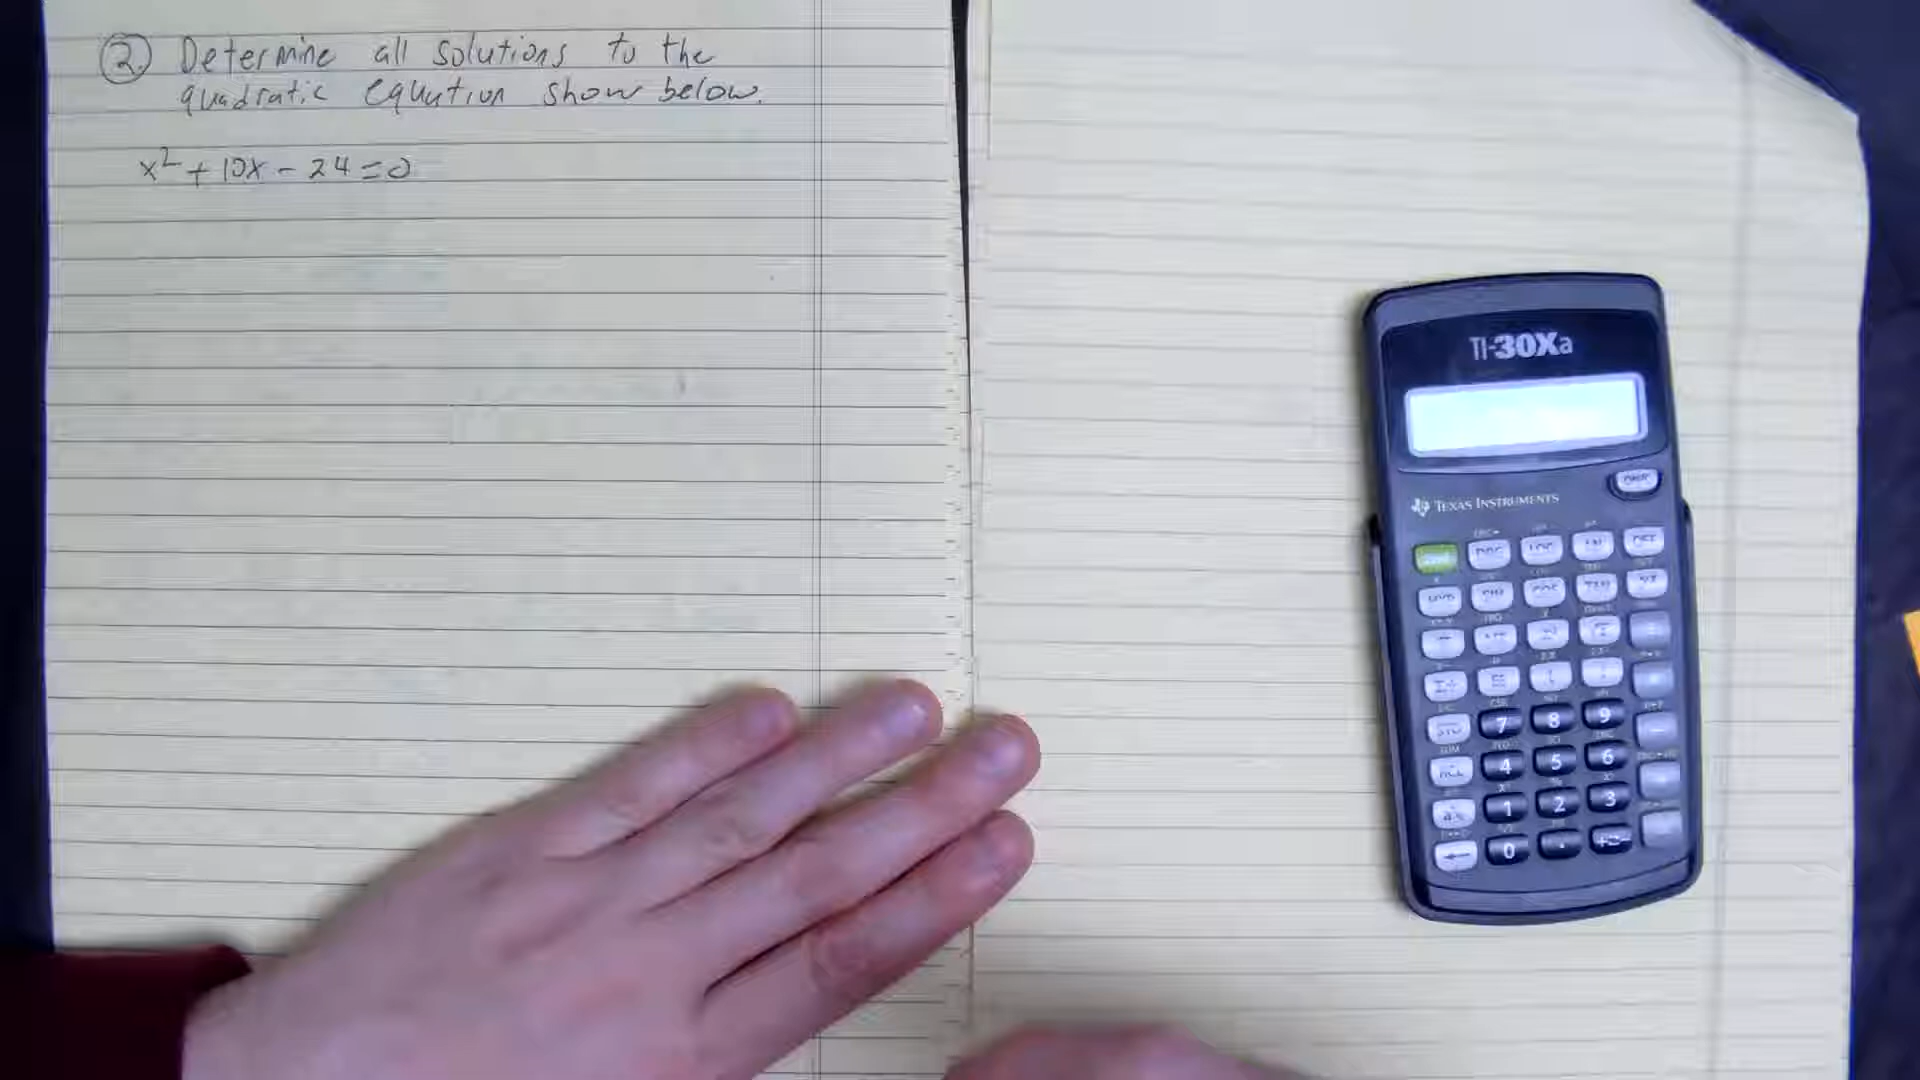 ② Determine all solutions to the
quadratic equation show below.
x² + 10x - 24 = 0
TI-30Xa
TEXAS INSTRUMENTS
LOG
7 8 9
4 5 6
1 2 3
0 .